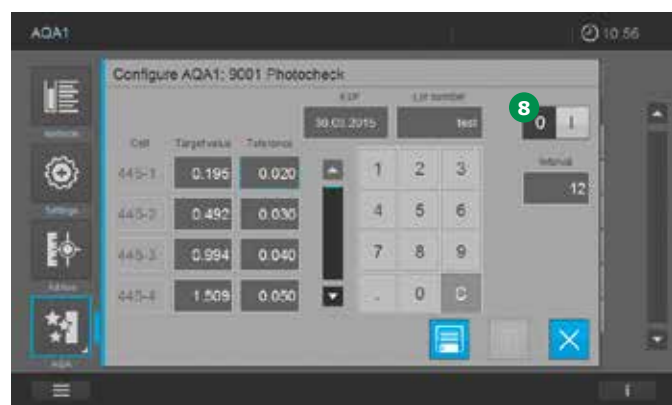 AQA1
10:56
Configure AQA1: 9001 Photocheck
EXP
Lot number
30.03.2015
test
8
0 I
Cell
Target value
Tolerance
Interval
12
445-1
0.195
0.020
1 2 3
445-2
0.492
0.030
4 5 6
Settings
445-3
0.994
0.040
7 8 9
445-4
1.509
0.050
. 0 C
AQA
i